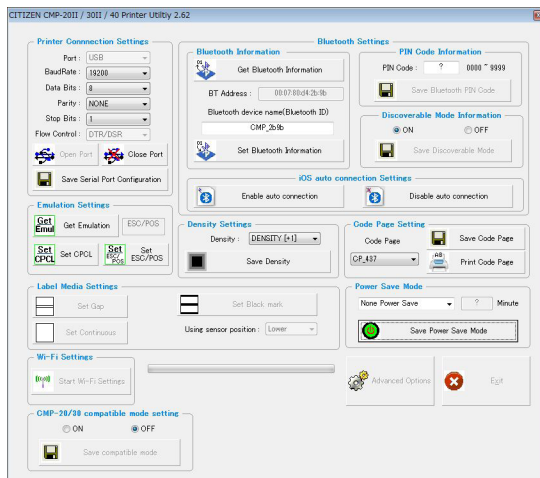 CITIZEN CMP-20II / 30II / 40 Printer Utiltiy 2.62
Printer Connnection Settings
Port : USB
BaudRate : 19200
Data Bits : 8
Parity : NONE
Stop Bits : 1
Flow Control : DTR/DSR
Open Port
Close Port
Save Serial Port Configuration
Bluetooth Settings
Bluetooth Information
Get Bluetooth Information
BT Address : 00:07:80:d4:2b:9b
Bluetooth device name(Bluetooth ID)
CMP_2b9b
Set Bluetooth Information
PIN Code Information
PIN Code : ? 0000 ~ 9999
Save Bluetooth PIN Code
Discoverable Mode Information
ON OFF
Save Discoverable Mode
iOS auto connection Settings
Enable auto connection
Disable auto connection
Emulation Settings
Get Emul
Get Emulation
ESC/POS
Set CPCL
Set CPCL
Set ESC/POS
Set ESC/POS
Density Settings
Density : DENSITY [+1]
Save Density
Code Page Setting
Code Page
Save Code Page
CP_437
Print Code Page
Label Media Settings
Set Gap
Set Black mark
Set Continuous
Using sensor position : Lower
Power Save Mode
None Power Save ? Minute
Save Power Save Mode
Wi-Fi Settings
Start Wi-Fi Settings
Advanced Options
Exit
CMP-20/30 compatible mode setting
ON OFF
Save compatible mode